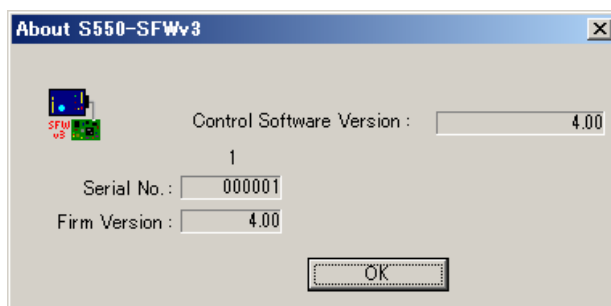 About S550-SFWv3
SFW
v3
Control Software Version : 4.00
1
Serial No. : 000001
Firm Version : 4.00
OK